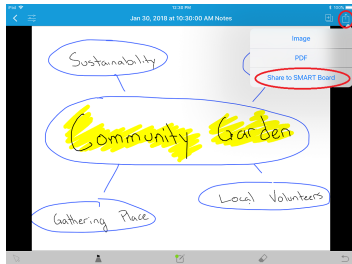 iPad
12:30 PM
100%
Jan 30, 2018 at 10:30:00 AM Notes
Image
PDF
Share to SMART Board
Sustainability
Community Garden
Local Volunteers
Gathering Place